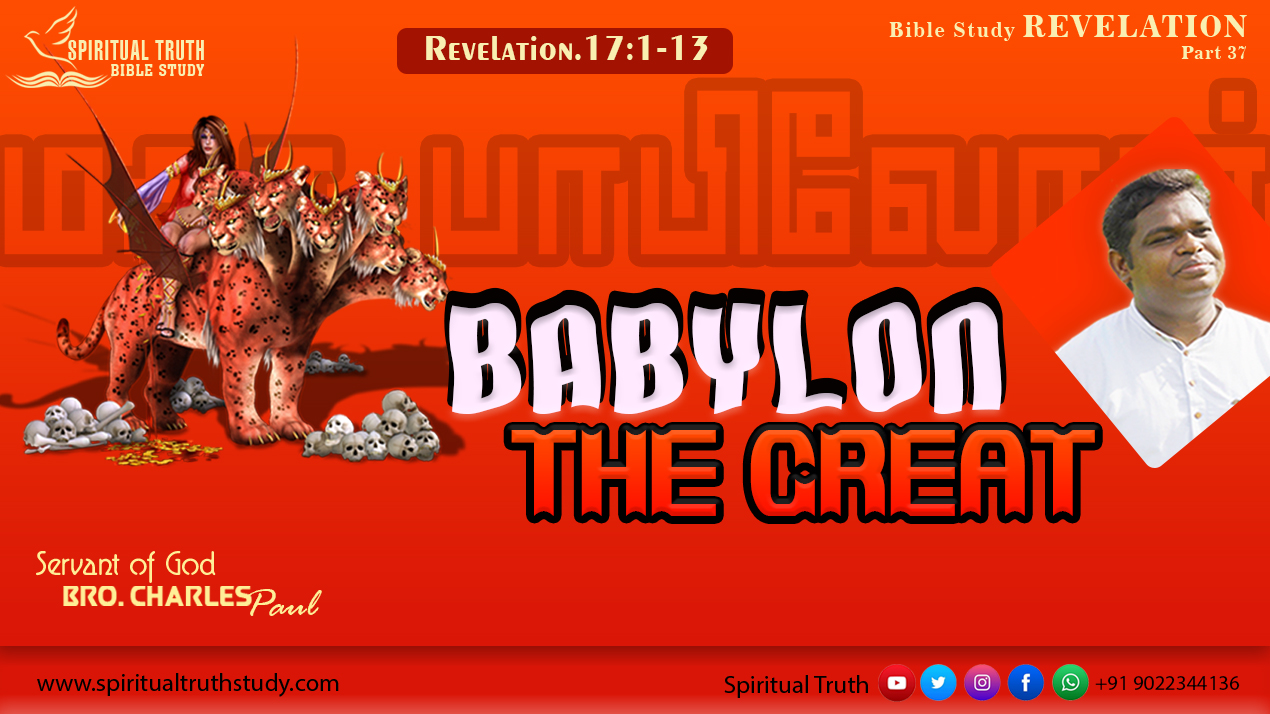 SPIRITUAL TRUTH
BIBLE STUDY
Revelation.17:1-13
Bible Study REVELATION
Part 37
மகா பாபிலோன்
BABYLON
THE GREAT
Servant of God
BRO. CHARLES Paul
www.spiritualtruthstudy.com
Spiritual Truth
+91 9022344136